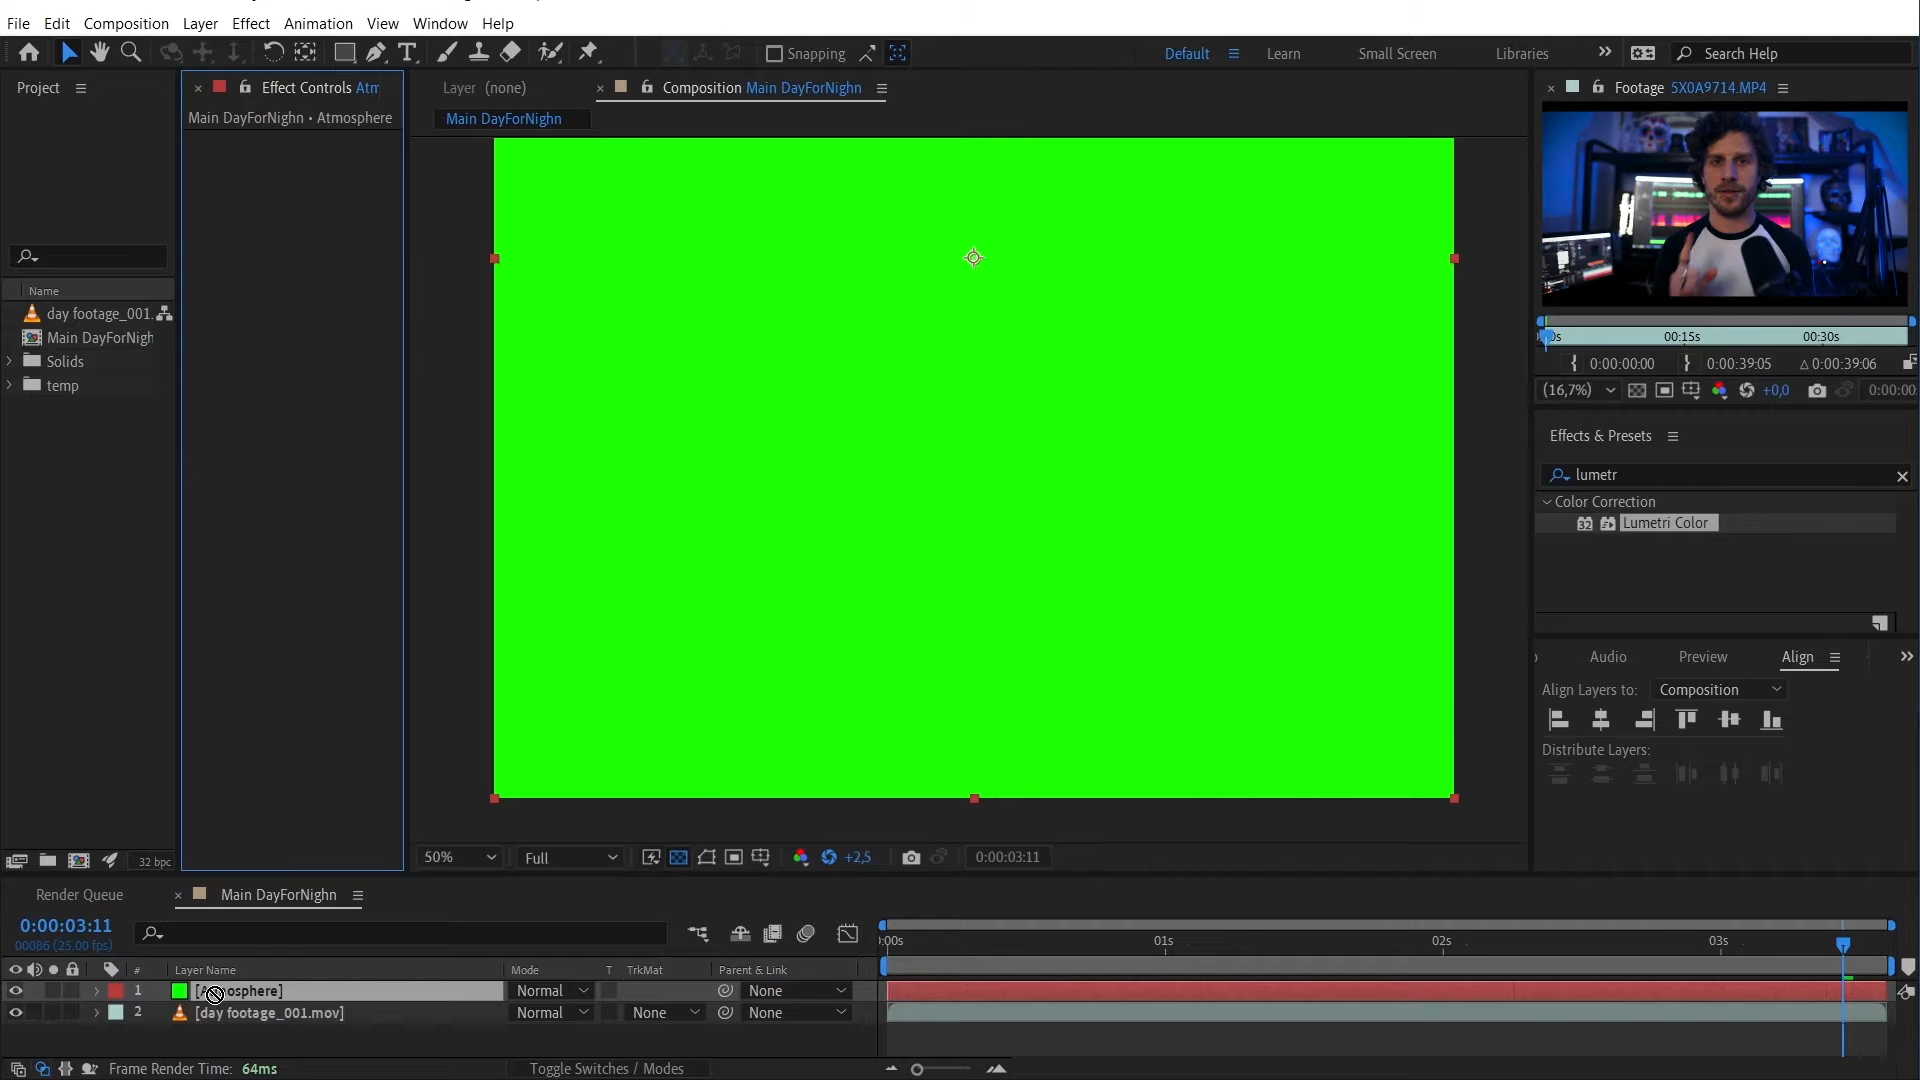 File Edit Composition Layer Effect Animation View Window Help
Snapping
Default Learn Small Screen Libraries Search Help
Project
Effect Controls Atm
Main DayForNighn • Atmosphere
Layer (none)
Composition Main DayForNighn
Main DayForNighn
Footage 5X0A9714.MP4
Name
day footage_001.
Main DayForNigh
Solids
temp
00:15s 00:30s
0:00:00:00 0:00:39:05 Δ 0:00:39:06
(16,7%) +0,0 0:00:00
Effects & Presets
lumetr
Color Correction
32 Lumetri Color
Audio Preview Align
Align Layers to: Composition
Distribute Layers:
32 bpc
50% Full +2,5 0:00:03:11
Render Queue Main DayForNighn
0:00:03:11
00086 (25.00 fps)
:00s 01s 02s 03s
# Layer Name Mode T TrkMat Parent & Link
1 [Atmosphere] Normal None
2 [day footage_001.mov] Normal None None
Frame Render Time: 64ms
Toggle Switches / Modes